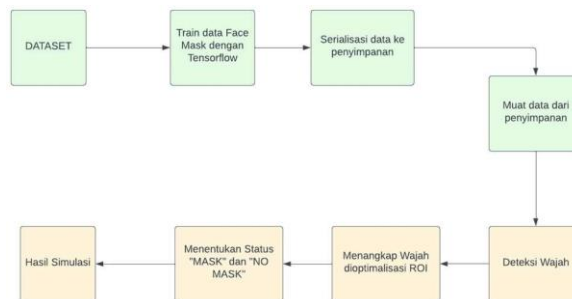 DATASET
Train data Face
Mask dengan
Tensorflow
Serialisasi data ke
penyimpanan
Muat data dari
penyimpanan
Deteksi Wajah
Menangkap Wajah
dioptimalisasi ROI
Menentukan Status
"MASK" dan "NO
MASK"
Hasil Simulasi